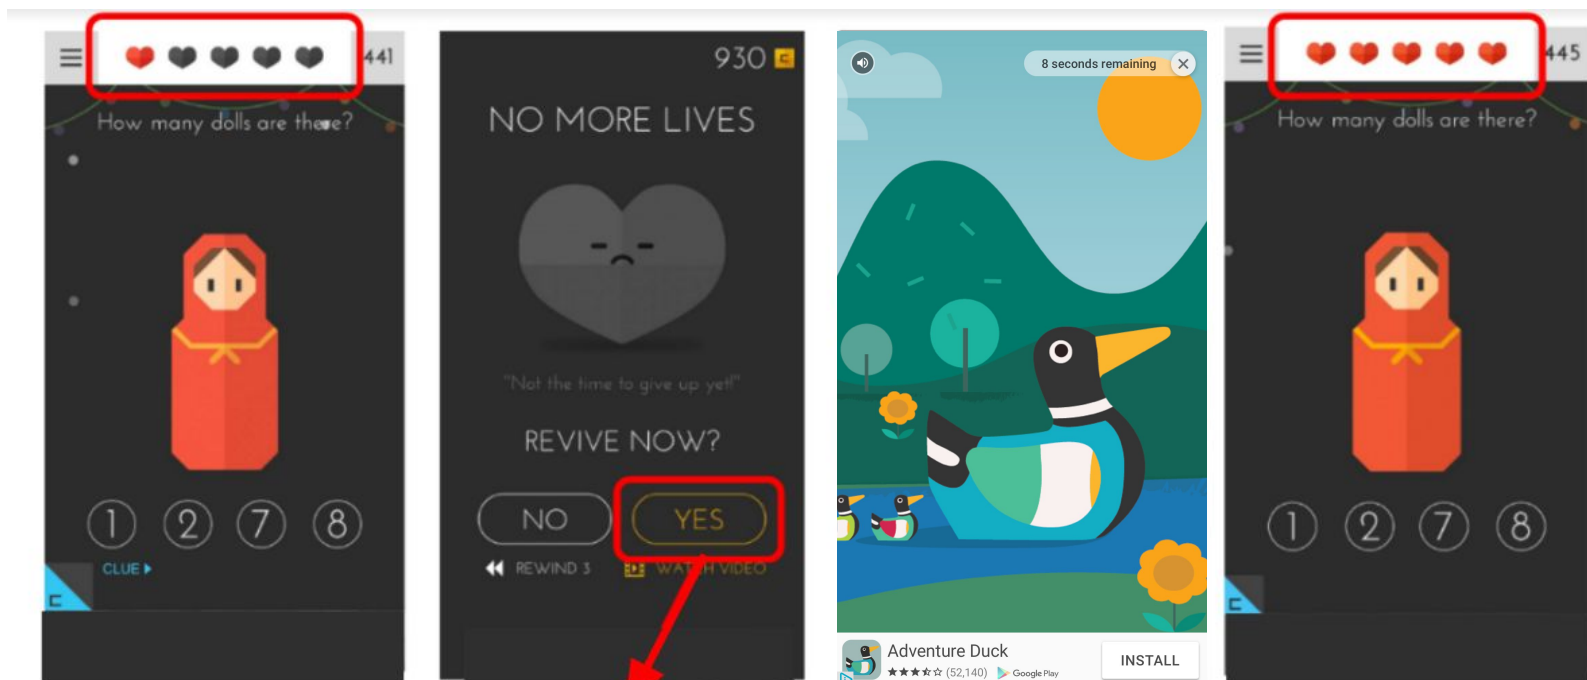 441
How many dolls are there?
1 2 7 8
CLUE
930
NO MORE LIVES
"Not the time to give up yet!"
REVIVE NOW?
NO YES
REWIND 3 WATCH VIDEO
8 seconds remaining
Adventure Duck
(52,140) Google Play
INSTALL
445
How many dolls are there?
1 2 7 8